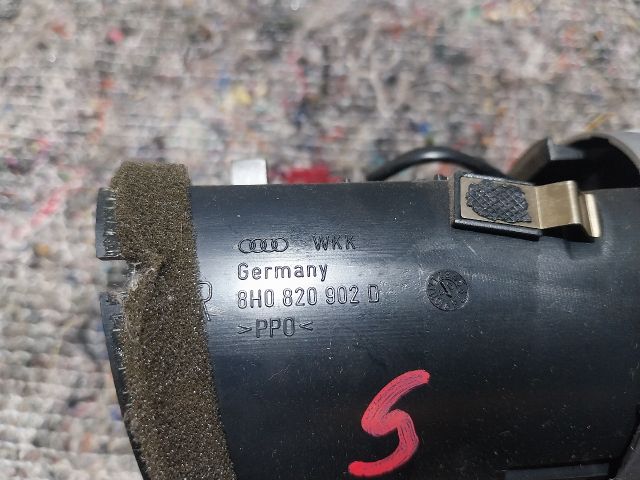 WKK
Germany
8H0 820 902 D
>PPO<
R
S